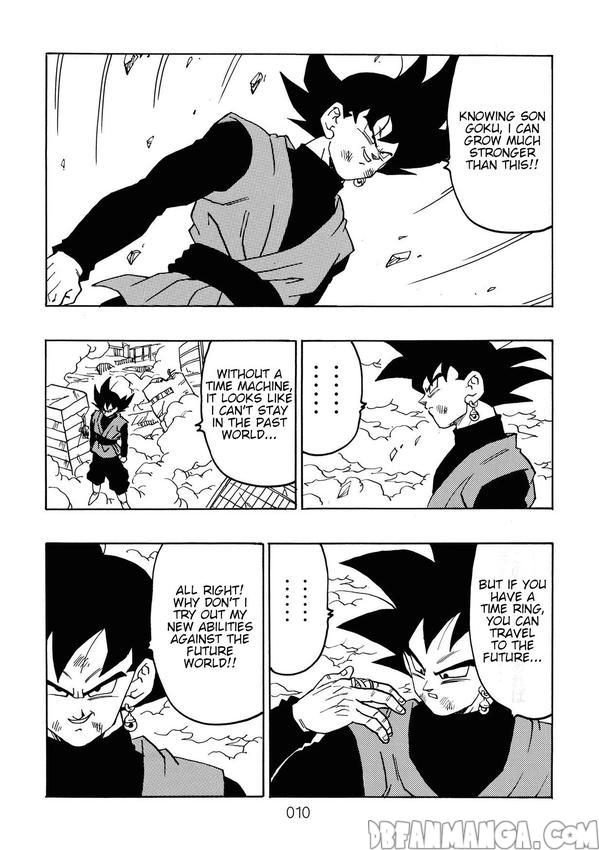 KNOWING SON
GOKU, I CAN
GROW MUCH
STRONGER
THAN THIS!!
......
WITHOUT A
TIME MACHINE,
IT LOOKS LIKE
I CAN'T STAY
IN THE PAST
WORLD...
BUT IF YOU
HAVE A
TIME RING,
YOU CAN
TRAVEL
TO THE
FUTURE...
......
ALL RIGHT!
WHY DON'T I
TRY OUT MY
NEW ABILITIES
AGAINST THE
FUTURE
WORLD!!
010
DBFANMANGA.COM